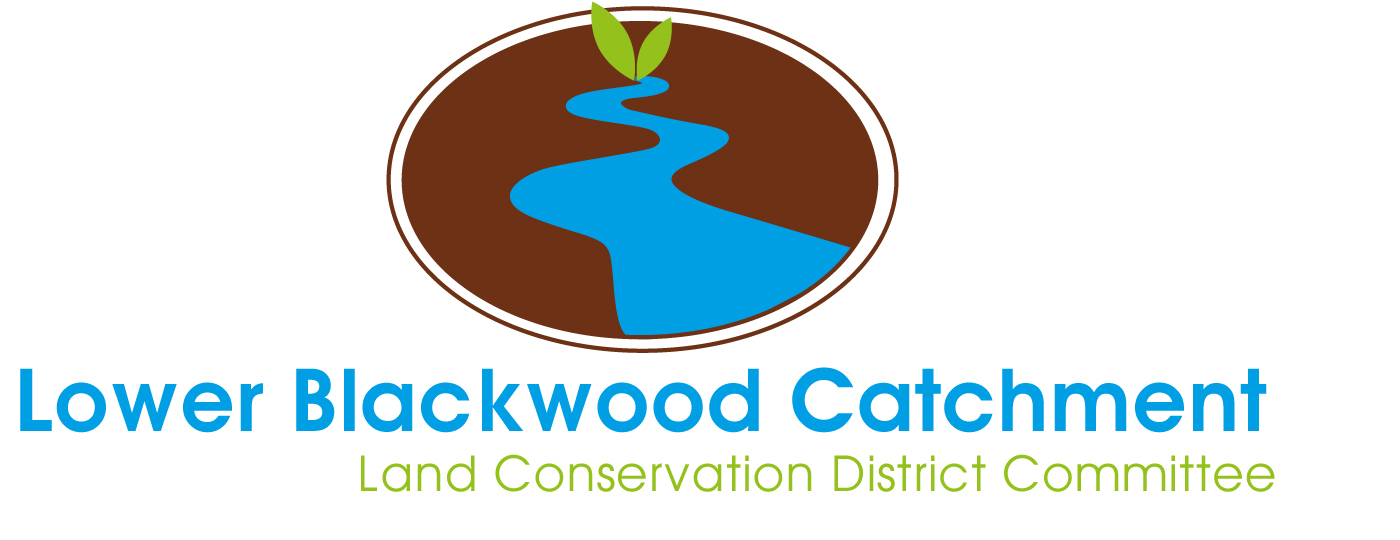 Lower Blackwood Catchment
Land Conservation District Committee